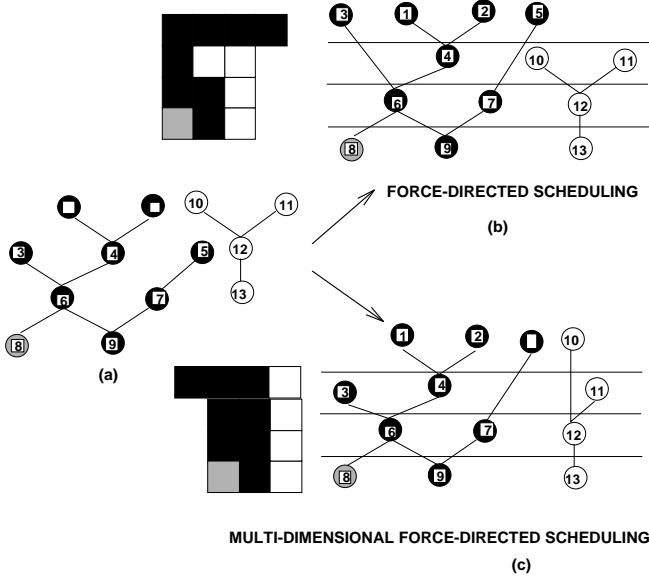 3 1 2 5
10 11
4
6 7 12
8 9 13
FORCE-DIRECTED SCHEDULING
(b)
10 11
3 4 5 12
6 7 13
8 9
(a)
1 2 10
3 4 11
6 7 12
8 9 13
MULTI-DIMENSIONAL FORCE-DIRECTED SCHEDULING
(c)